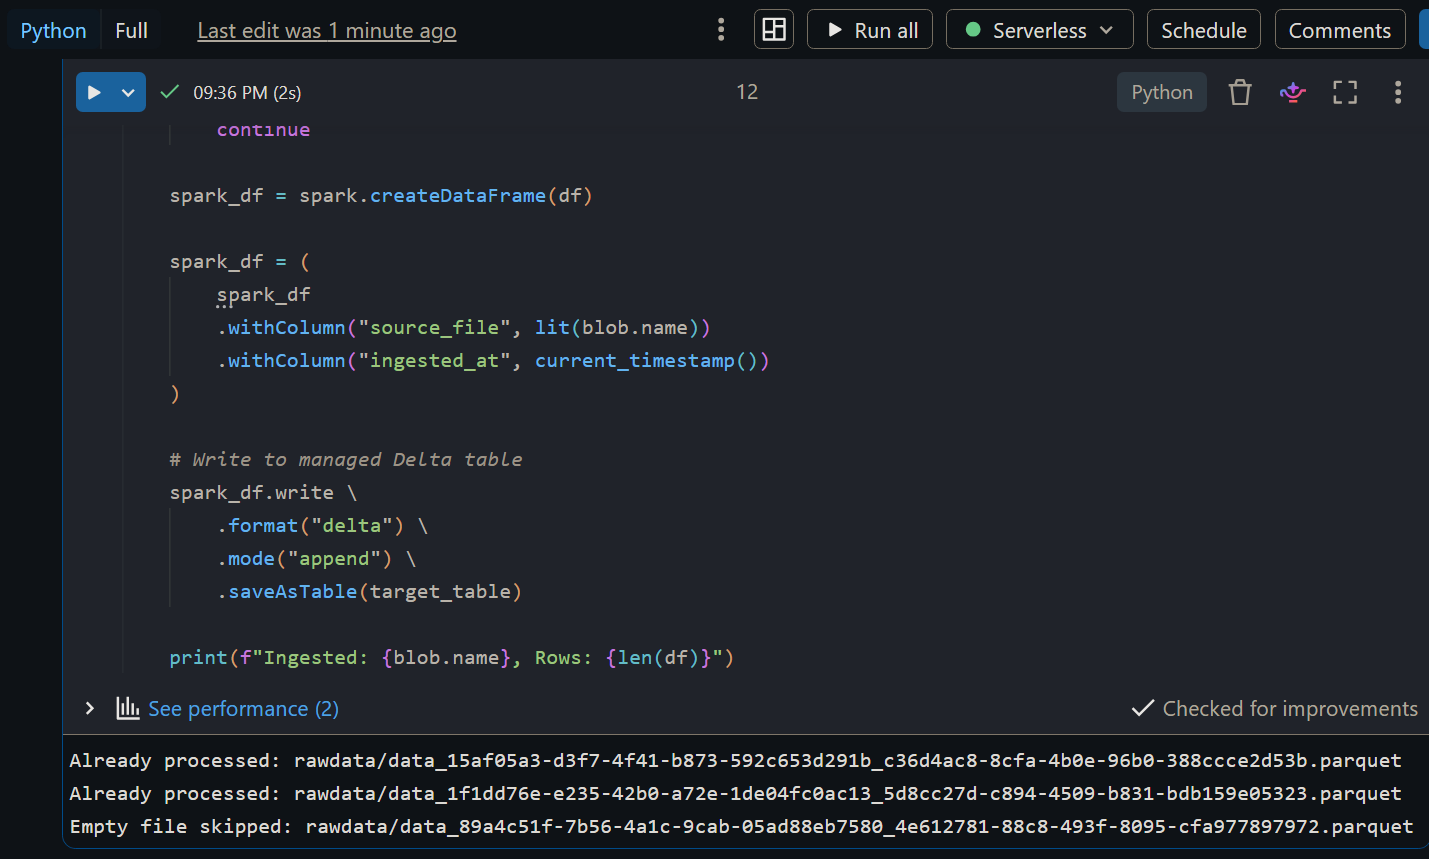 Python Full Last edit was 1 minute ago Run all Serverless Schedule Comments
09:36 PM (2s) 12 Python
continue
spark_df = spark.createDataFrame(df)
spark_df = (
spark_df
.withColumn("source_file", lit(blob.name))
.withColumn("ingested_at", current_timestamp())
)
# Write to managed Delta table
spark_df.write \
.format("delta") \
.mode("append") \
.saveAsTable(target_table)
print(f"Ingested: {blob.name}, Rows: {len(df)}")
See performance (2) Checked for improvements
Already processed: rawdata/data_15af05a3-d3f7-4f41-b873-592c653d291b_c36d4ac8-8cfa-4b0e-96b0-388ccce2d53b.parquet
Already processed: rawdata/data_1f1dd76e-e235-42b0-a72e-1de04fc0ac13_5d8cc27d-c894-4509-b831-bdb159e05323.parquet
Empty file skipped: rawdata/data_89a4c51f-7b56-4a1c-9cab-05ad88eb7580_4e612781-88c8-493f-8095-cfa977897972.parquet